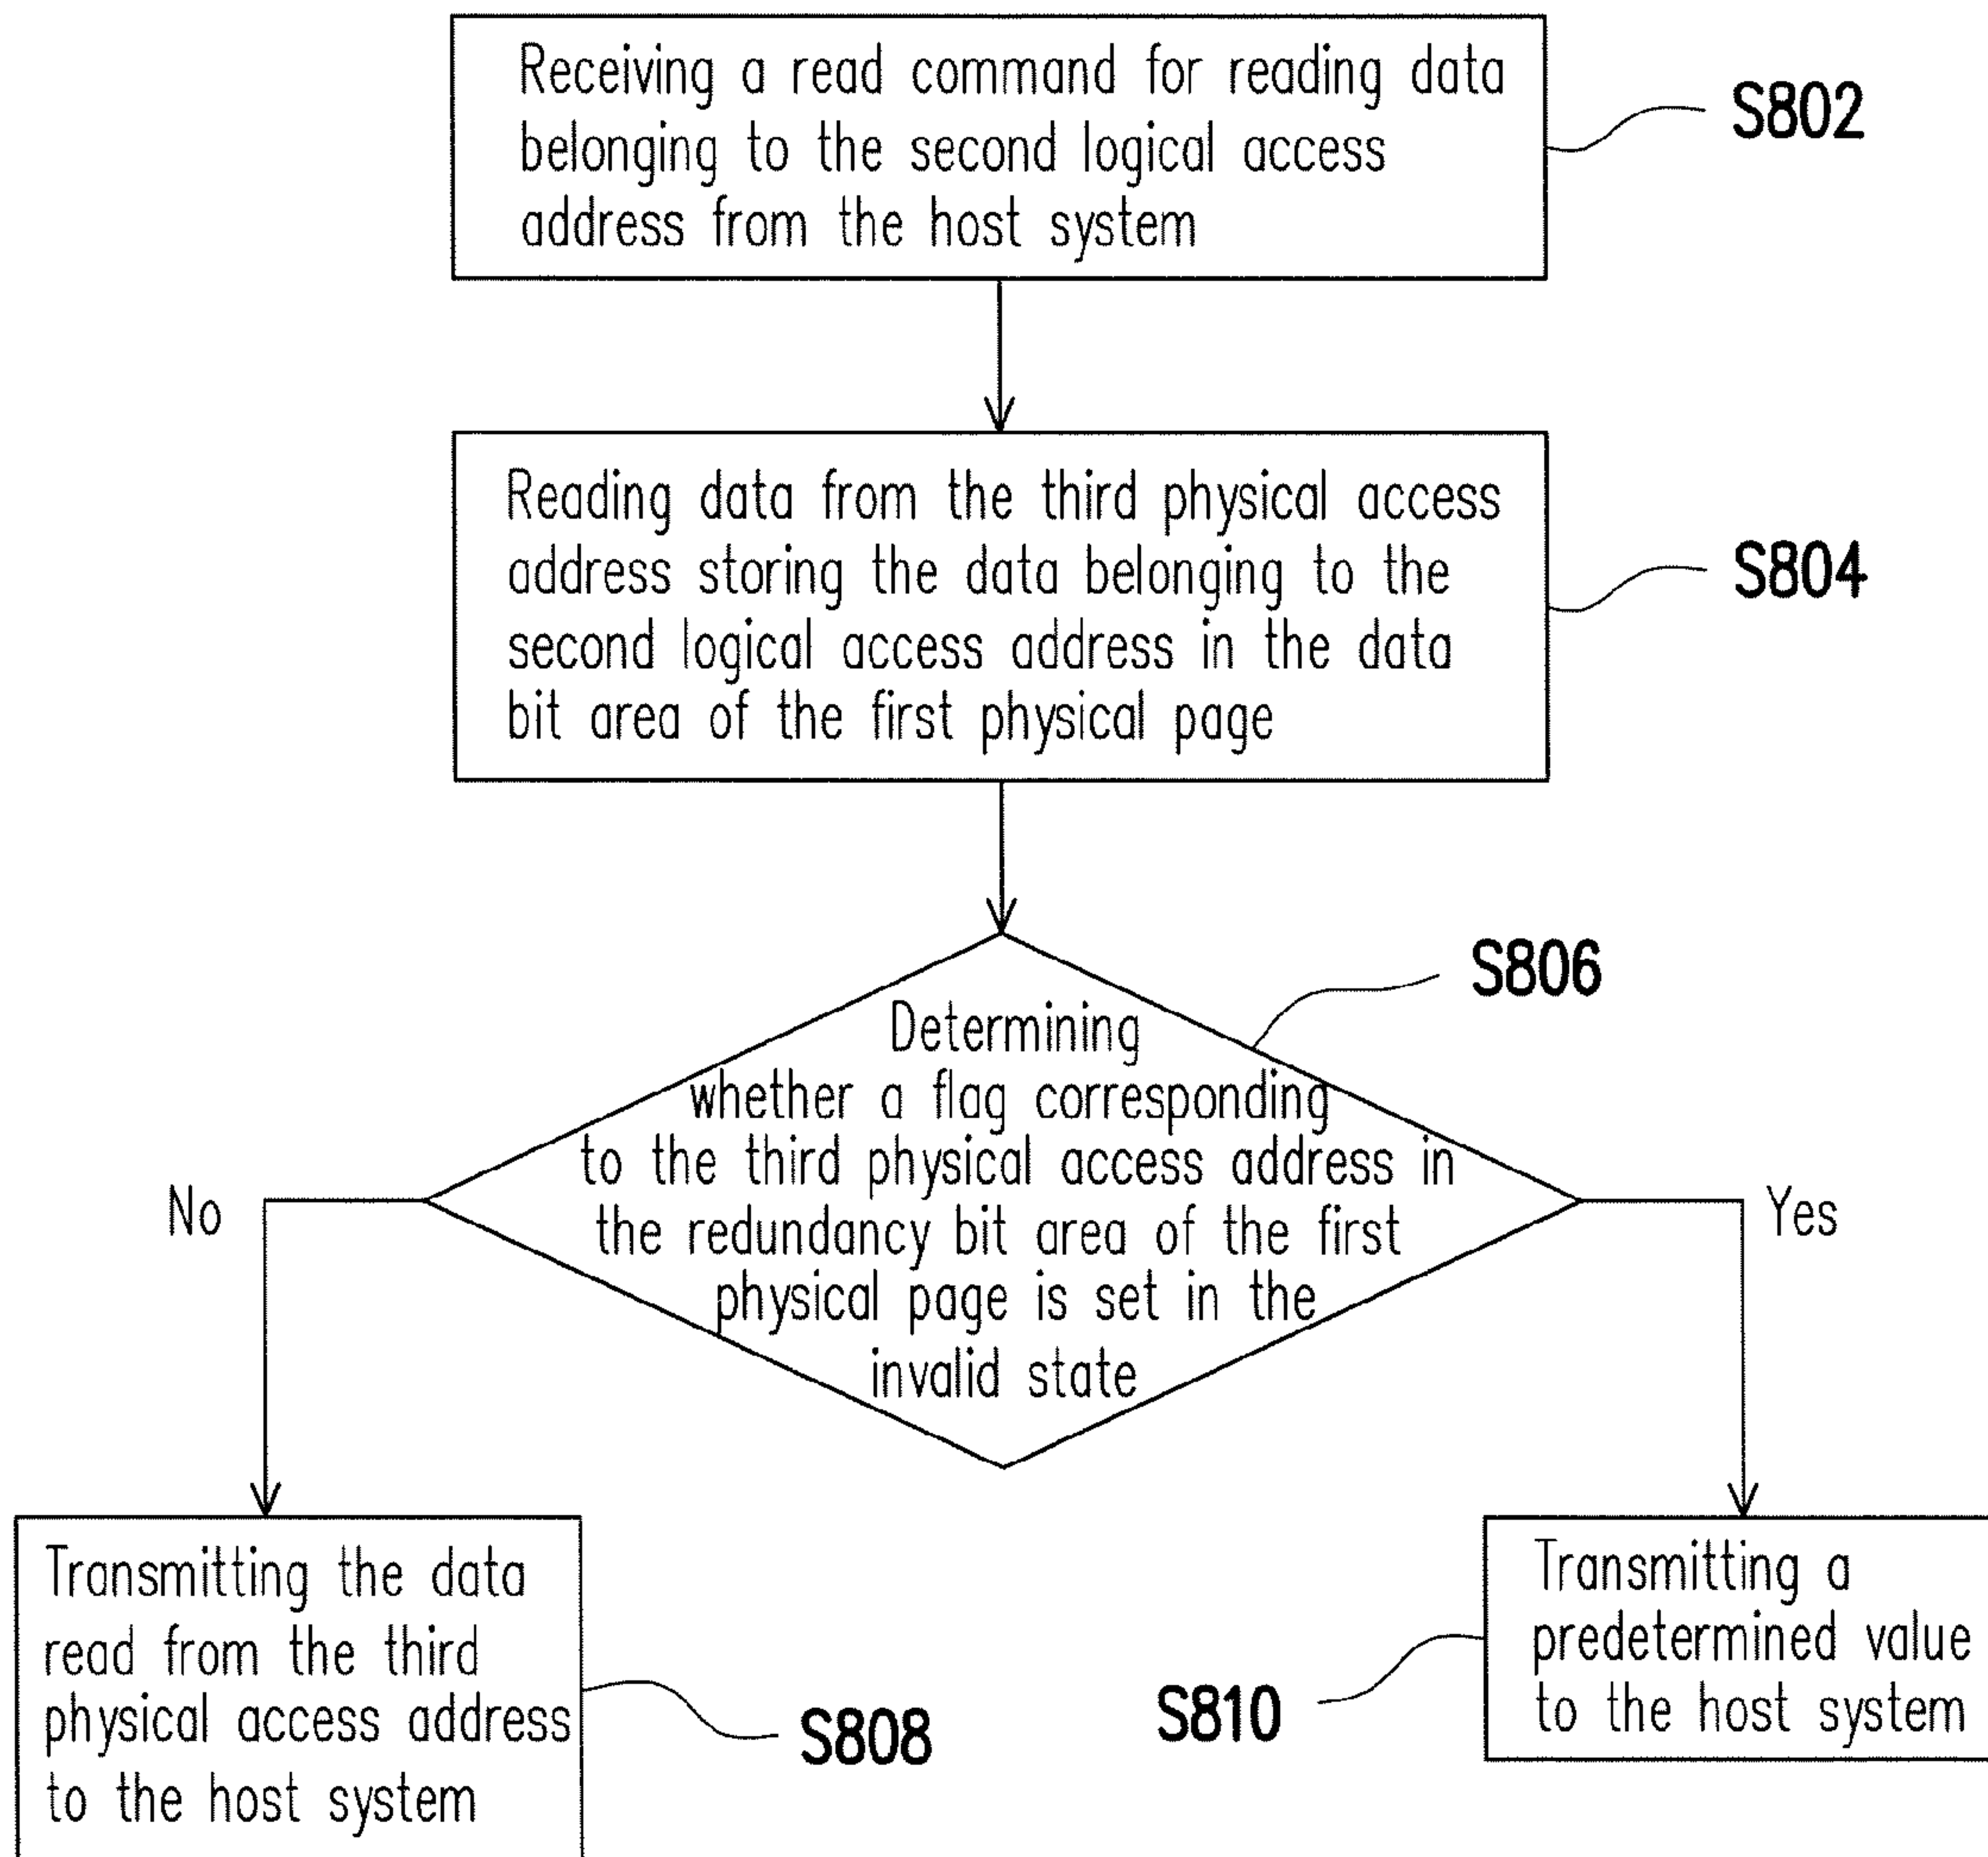 Receiving a read command for reading data
belonging to the second logical access
address from the host system
S802
Reading data from the third physical access
address storing the data belonging to the
second logical access address in the data
bit area of the first physical page
S804
S806
Determining
whether a flag corresponding
to the third physical access address in
the redundancy bit area of the first
physical page is set in the
invalid state
No
Yes
Transmitting the data
read from the third
physical access address
to the host system
S808
S810
Transmitting a
predetermined value
to the host system